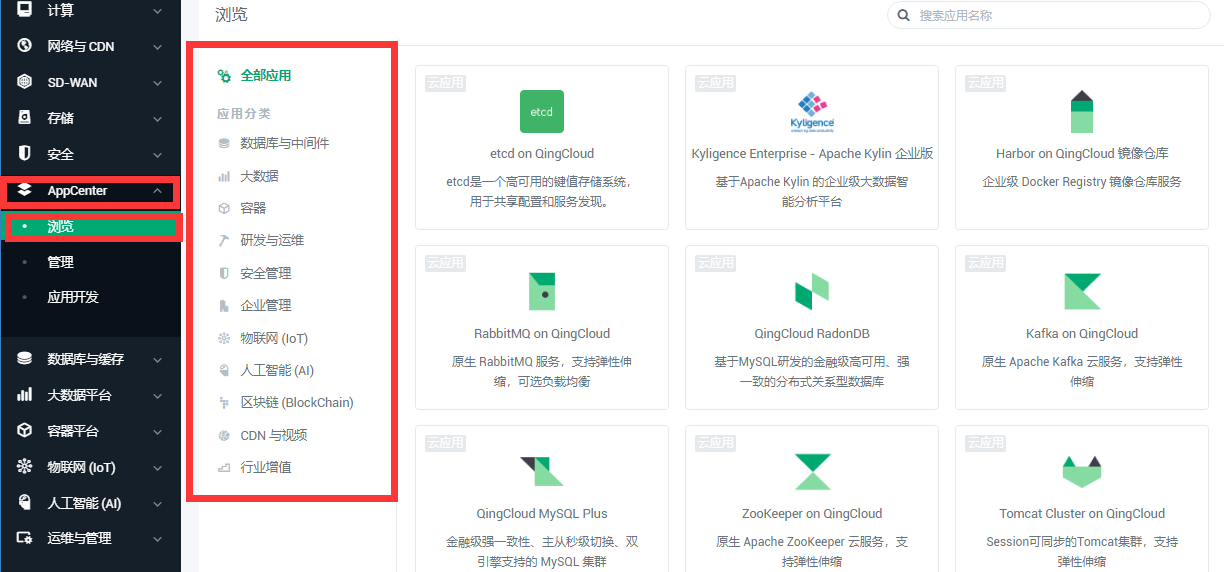 计算
网络与 CDN
SD-WAN
存储
安全
AppCenter
浏览
管理
应用开发
数据库与缓存
大数据平台
容器平台
物联网 (IoT)
人工智能 (AI)
运维与管理
浏览
搜索应用名称
全部应用
应用分类
数据库与中间件
大数据
容器
研发与运维
安全管理
企业管理
物联网 (IoT)
人工智能 (AI)
区块链 (BlockChain)
CDN 与视频
行业增值
云应用
etcd
etcd on QingCloud
etcd是一个高可用的键值存储系统，
用于共享配置和服务发现。
云应用
Kyligence
Kyligence Enterprise - Apache Kylin 企业版
基于Apache Kylin 的企业级大数据智
能分析平台
云应用
Harbor on QingCloud 镜像仓库
企业级 Docker Registry 镜像仓库服务
云应用
RabbitMQ on QingCloud
原生 RabbitMQ 服务，支持弹性伸
缩，可选负载均衡
云应用
QingCloud RadonDB
基于MySQL研发的金融级高可用、强
一致的分布式关系型数据库
云应用
Kafka on QingCloud
原生 Apache Kafka 云服务，支持弹性
伸缩
云应用
QingCloud MySQL Plus
金融级强一致性、主从秒级切换、双
引擎支持的 MySQL 集群
云应用
ZooKeeper on QingCloud
原生 Apache ZooKeeper 云服务，支
持弹性伸缩
云应用
Tomcat Cluster on QingCloud
Session可同步的Tomcat集群，支持
弹性伸缩